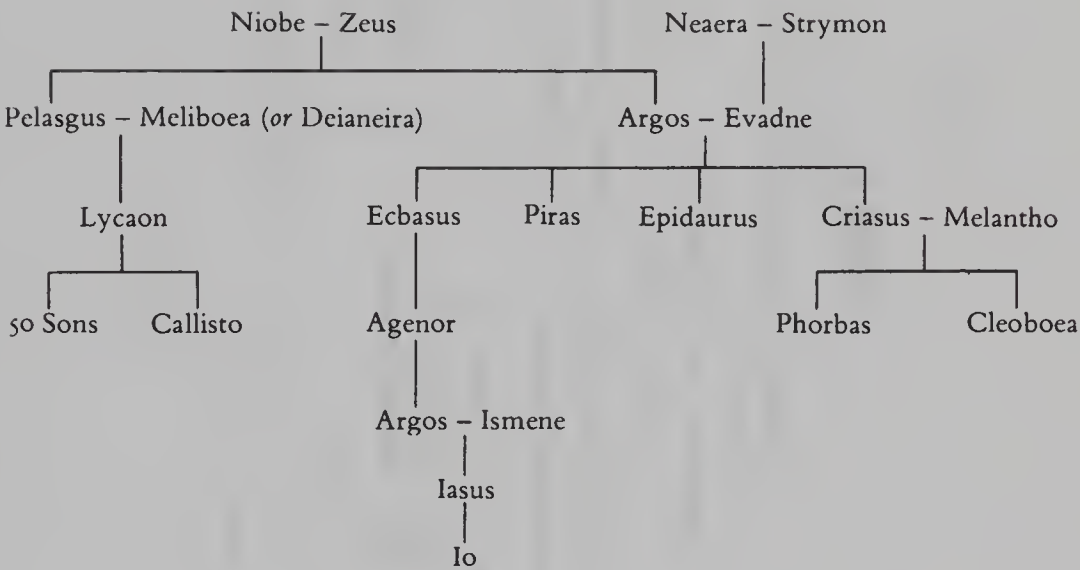 Niobe – Zeus Neaera – Strymon
Pelasgus – Meliboea (or Deianeira) Argos – Evadne
Lycaon Ecbasus Piras Epidaurus Criasus – Melantho
50 Sons Callisto Agenor Phorbas Cleoboea
Argos – Ismene
Iasus
Io